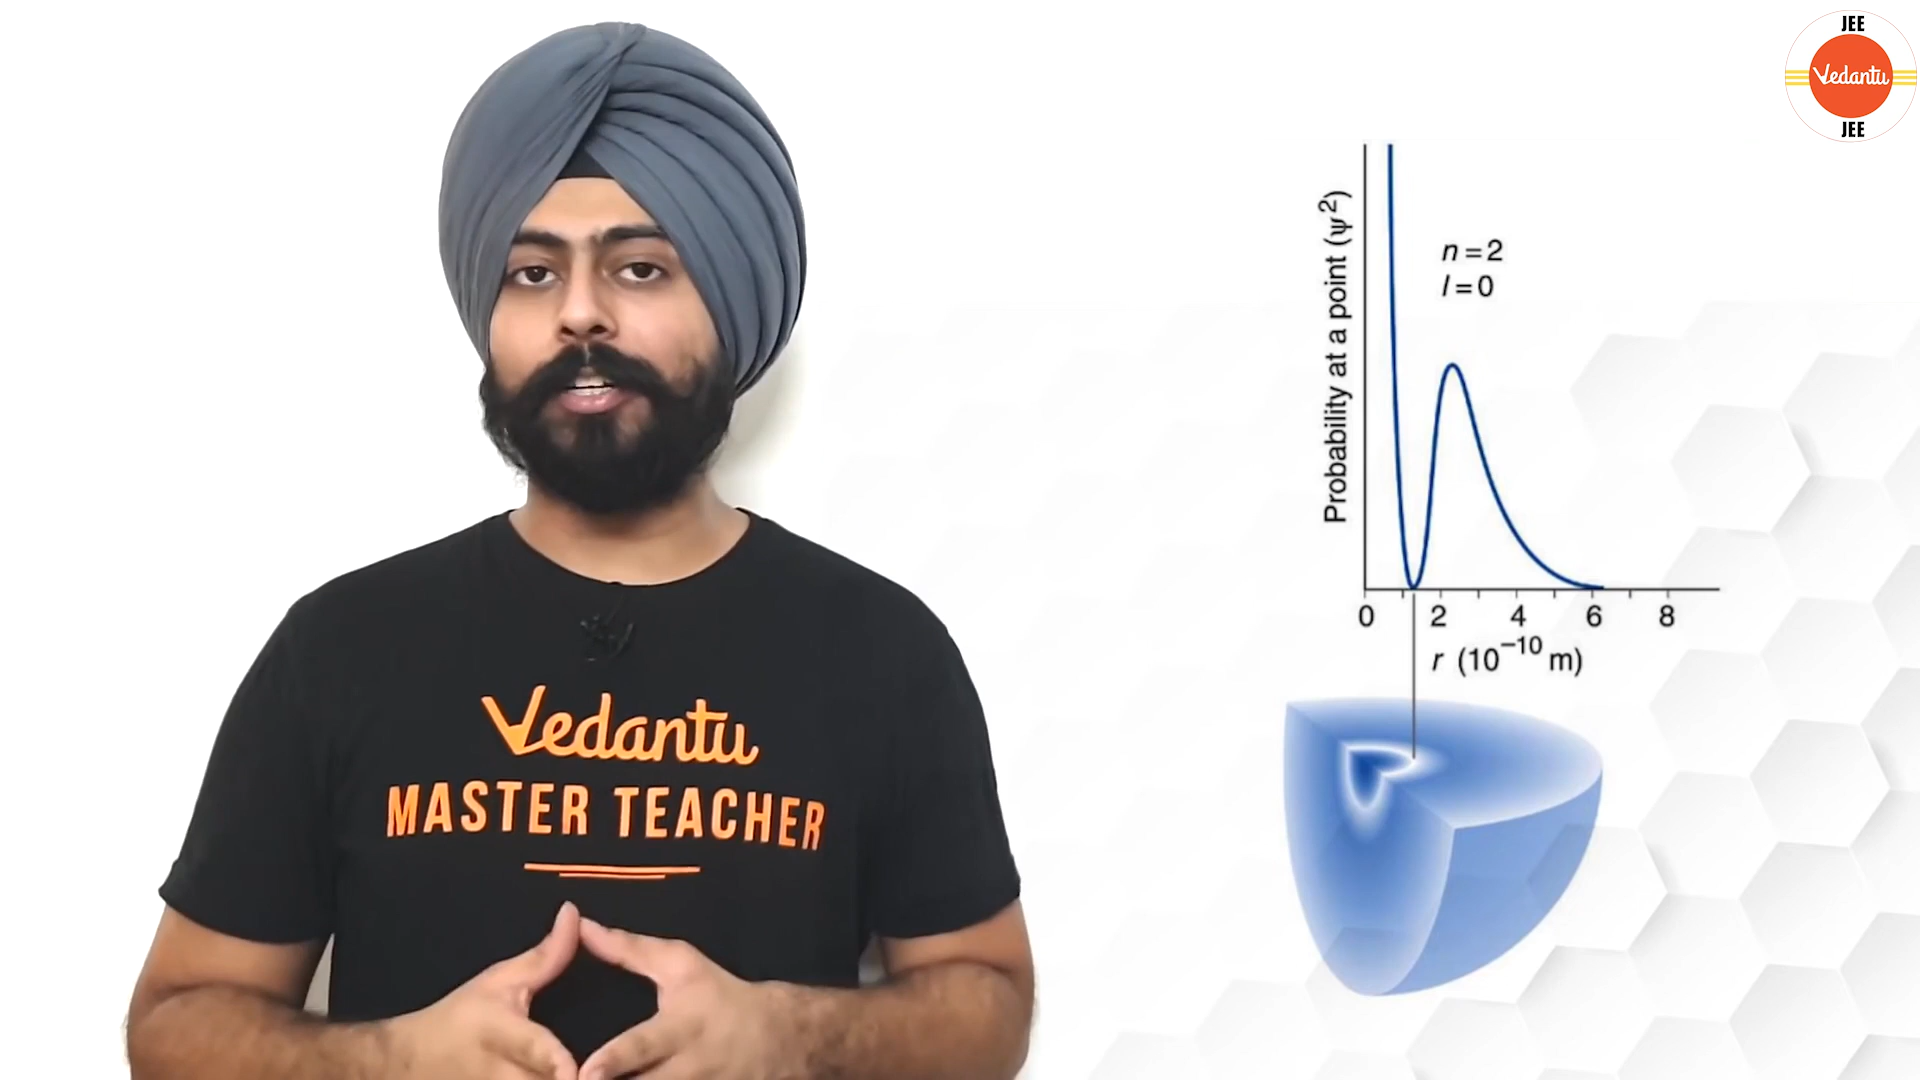 JEE
Vedantu
JEE
Probability at a point (ψ²)
n=2
l=0
0 2 4 6 8
r (10⁻¹⁰ m)
Vedantu
MASTER TEACHER